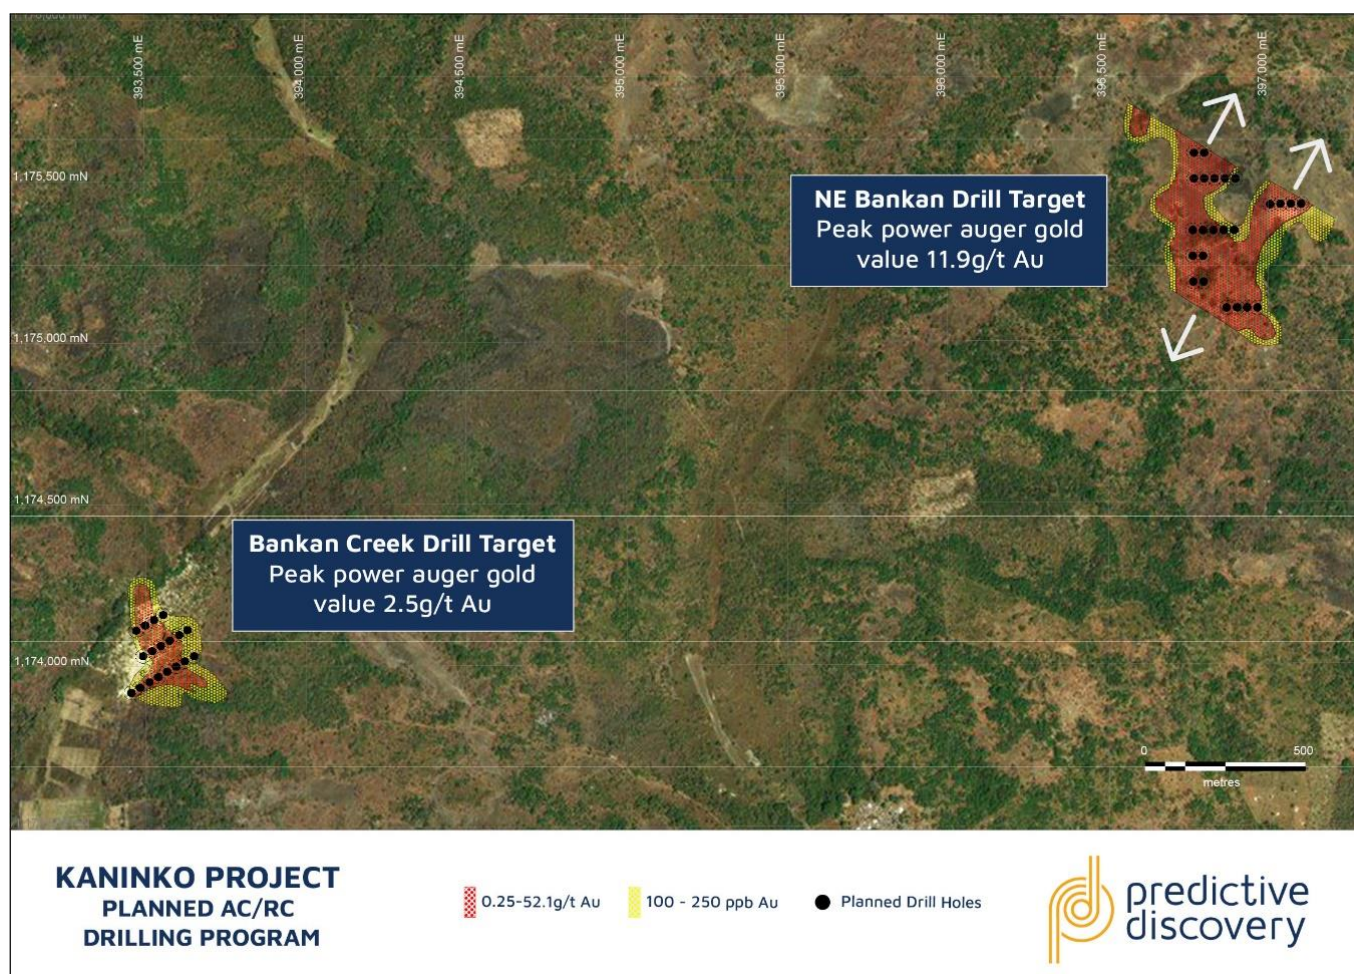 1,176,000 mN
393,500 mE
394,000 mE
394,500 mE
395,000 mE
395,500 mE
396,000 mE
396,500 mE
397,000 mE
1,175,500 mN
NE Bankan Drill Target
Peak power auger gold
value 11.9g/t Au
1,175,000 mN
1,174,500 mN
Bankan Creek Drill Target
Peak power auger gold
value 2.5g/t Au
1,174,000 mN
0 500
metres
KANINKO PROJECT
PLANNED AC/RC
DRILLING PROGRAM
0.25-52.1g/t Au
100 - 250 ppb Au
Planned Drill Holes
predictive
discovery